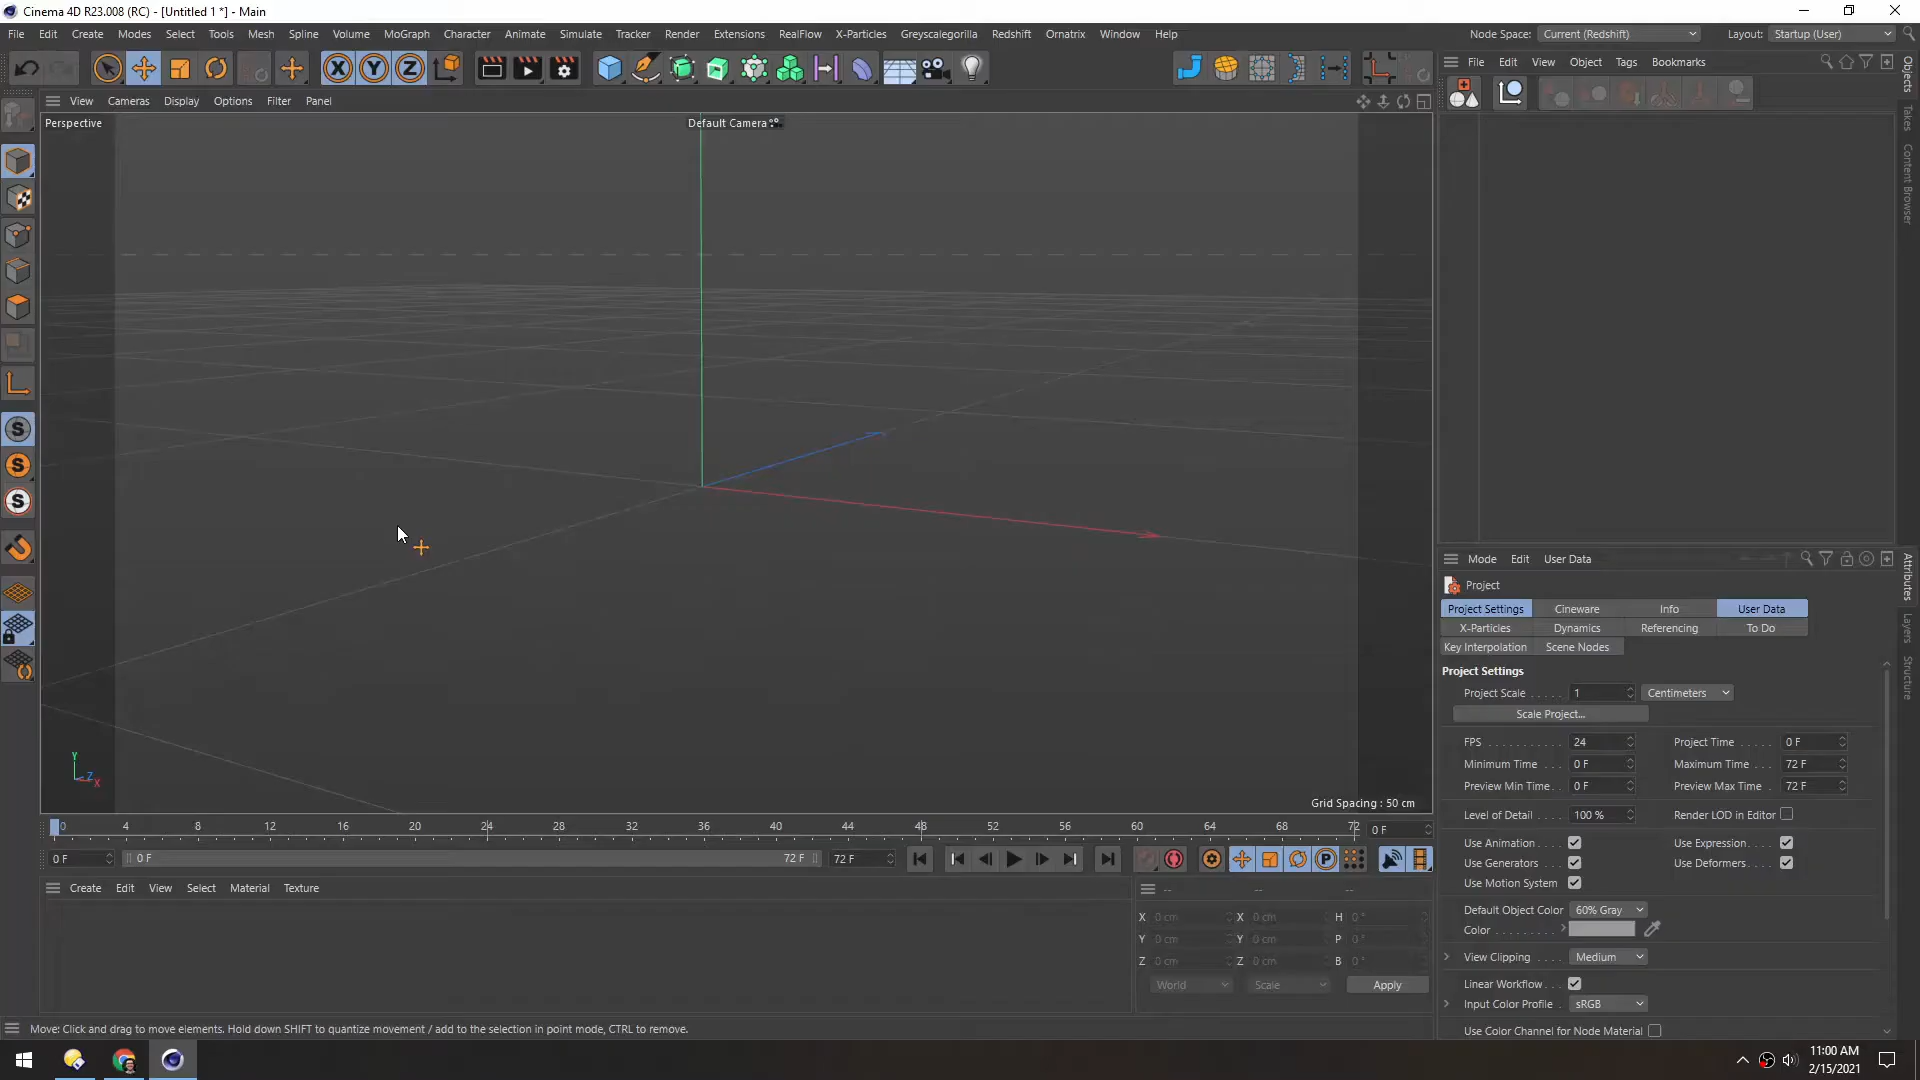 Cinema 4D R23.008 (RC) - [Untitled 1 *] - Main
File Edit Create Modes Select Tools Mesh Spline Volume MoGraph Character Animate Simulate Tracker Render Extensions RealFlow X-Particles Greyscalegorilla Redshift Ornatrix Window Help
Node Space: Current (Redshift) Layout: Startup (User)
X Y Z
File Edit View Object Tags Bookmarks
View Cameras Display Options Filter Panel
Perspective
Default Camera
Objects
Takes
Content Browser
S
S
S
Y
Z
X
Grid Spacing : 50 cm
Mode Edit User Data
Project
Project Settings Cineware Info User Data
X-Particles Dynamics Referencing To Do
Key Interpolation Scene Nodes
Project Settings
Project Scale 1 Centimeters
Scale Project...
FPS 24 Project Time 0 F
Minimum Time 0 F Maximum Time 72 F
Preview Min Time 0 F Preview Max Time 72 F
Level of Detail 100 % Render LOD in Editor
Use Animation Use Expression
Use Generators Use Deformers
Use Motion System
Default Object Color 60% Gray
Color
View Clipping Medium
Linear Workflow
Input Color Profile sRGB
Use Color Channel for Node Material
Attributes
Layers
Structure
0 4 8 12 16 20 24 28 32 36 40 44 48 52 56 60 64 68 72 0 F
0 F 0 F 72 F 72 F P
Create Edit View Select Material Texture
-- -- --
X 0 cm X 0 cm H 0 °
Y 0 cm Y 0 cm P 0 °
Z 0 cm Z 0 cm B 0 °
World Scale Apply
Move: Click and drag to move elements. Hold down SHIFT to quantize movement / add to the selection in point mode, CTRL to remove.
11:00 AM
2/15/2021